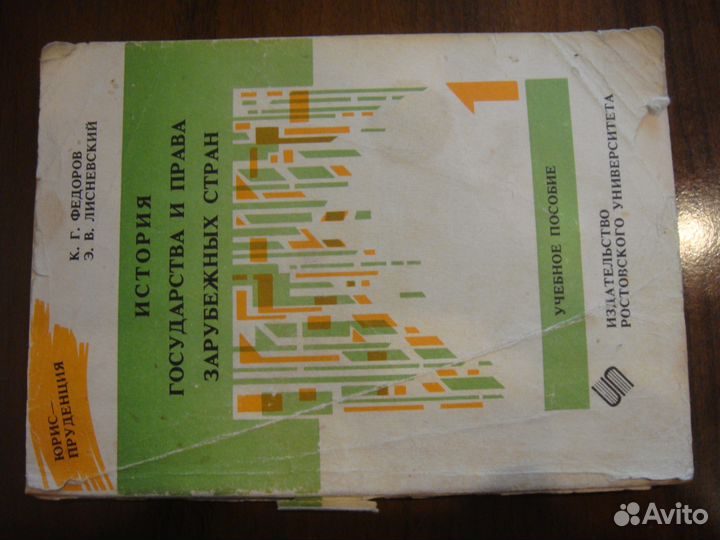 ЮРИС—
ПРУДЕНЦИЯ
К. Г. ФЕДОРОВ
Э. В. ЛИСНЕВСКИЙ
ИСТОРИЯ
ГОСУДАРСТВА И ПРАВА
ЗАРУБЕЖНЫХ СТРАН
1
УЧЕБНОЕ ПОСОБИЕ
ИЗДАТЕЛЬСТВО
РОСТОВСКОГО УНИВЕРСИТЕТА
Avito